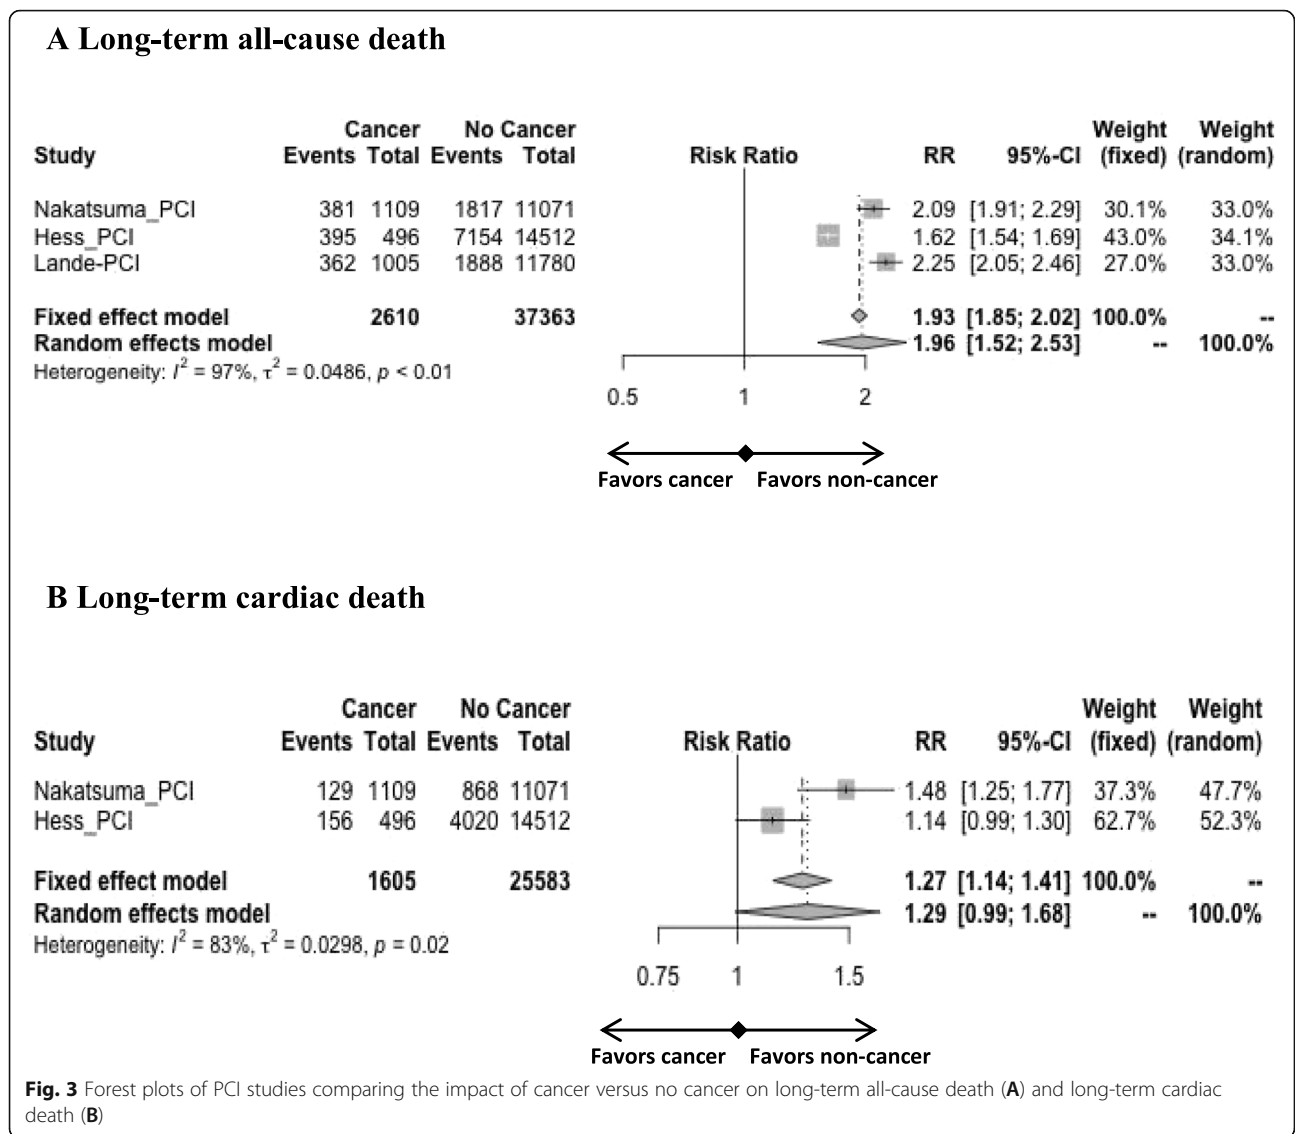 A Long-term all-cause death
Cancer No Cancer Weight Weight
Study Events Total Events Total Risk Ratio RR 95%-CI (fixed) (random)
Nakatsuma_PCI 381 1109 1817 11071 2.09 [1.91; 2.29] 30.1% 33.0%
Hess_PCI 395 496 7154 14512 1.62 [1.54; 1.69] 43.0% 34.1%
Lande-PCI 362 1005 1888 11780 2.25 [2.05; 2.46] 27.0% 33.0%
Fixed effect model 2610 37363 1.93 [1.85; 2.02] 100.0% --
Random effects model 1.96 [1.52; 2.53] -- 100.0%
Heterogeneity: I² = 97%, τ² = 0.0486, p < 0.01
0.5 1 2
Favors cancer Favors non-cancer
B Long-term cardiac death
Cancer No Cancer Weight Weight
Study Events Total Events Total Risk Ratio RR 95%-CI (fixed) (random)
Nakatsuma_PCI 129 1109 868 11071 1.48 [1.25; 1.77] 37.3% 47.7%
Hess_PCI 156 496 4020 14512 1.14 [0.99; 1.30] 62.7% 52.3%
Fixed effect model 1605 25583 1.27 [1.14; 1.41] 100.0% --
Random effects model 1.29 [0.99; 1.68] -- 100.0%
Heterogeneity: I² = 83%, τ² = 0.0298, p = 0.02
0.75 1 1.5
Favors cancer Favors non-cancer
Fig. 3 Forest plots of PCI studies comparing the impact of cancer versus no cancer on long-term all-cause death (A) and long-term cardiac
death (B)